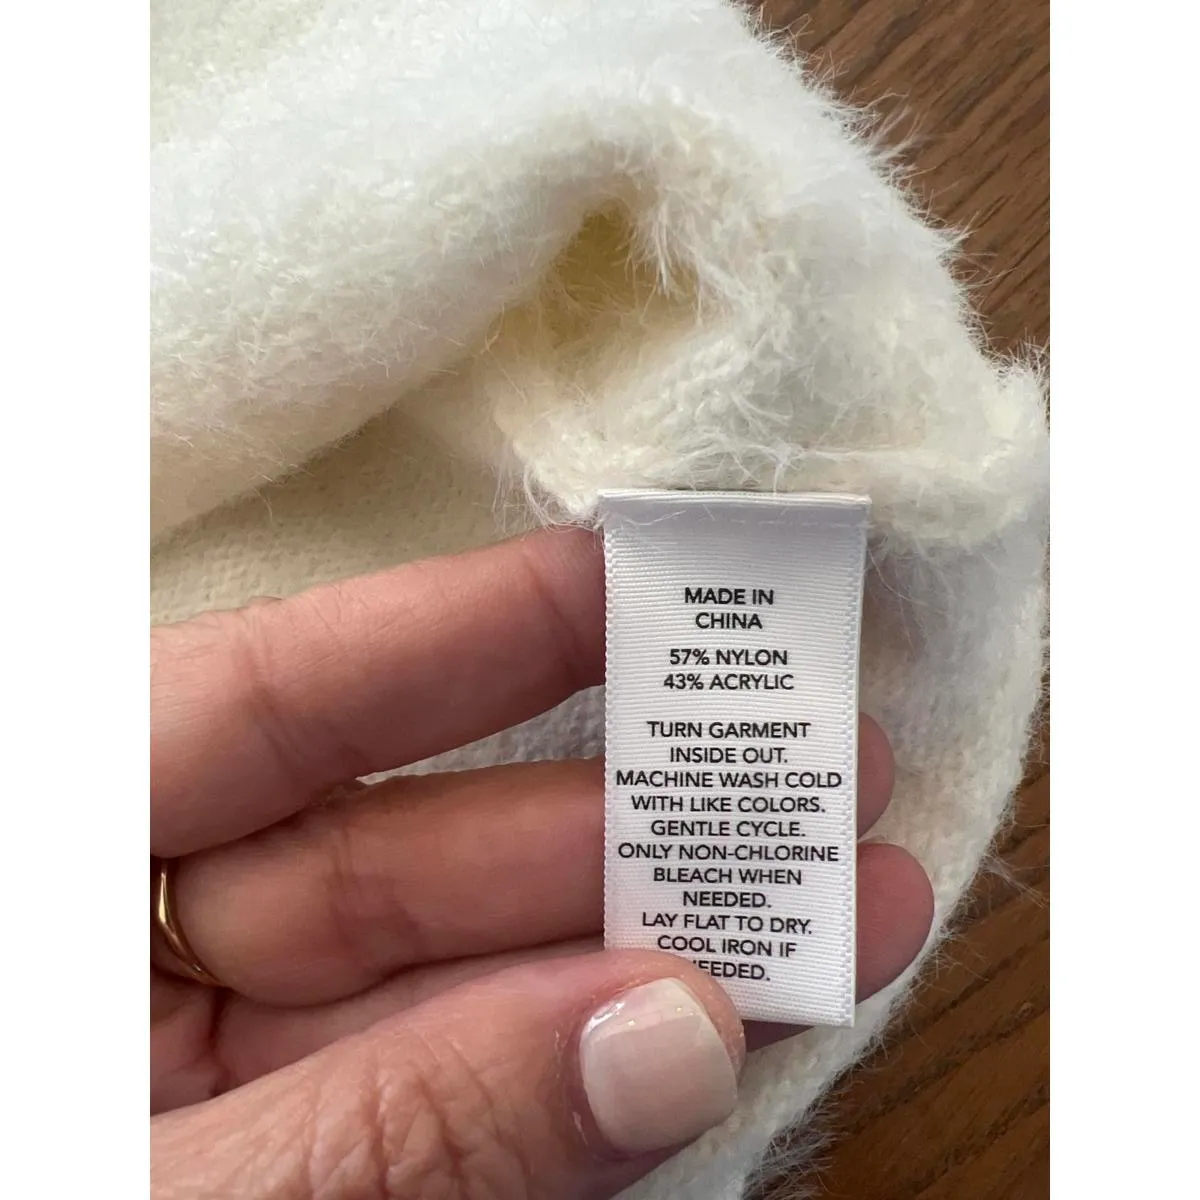 MADE IN
CHINA
57% NYLON
43% ACRYLIC
TURN GARMENT
INSIDE OUT.
MACHINE WASH COLD
WITH LIKE COLORS.
GENTLE CYCLE.
ONLY NON-CHLORINE
BLEACH WHEN
NEEDED.
LAY FLAT TO DRY.
COOL IRON IF
NEEDED.